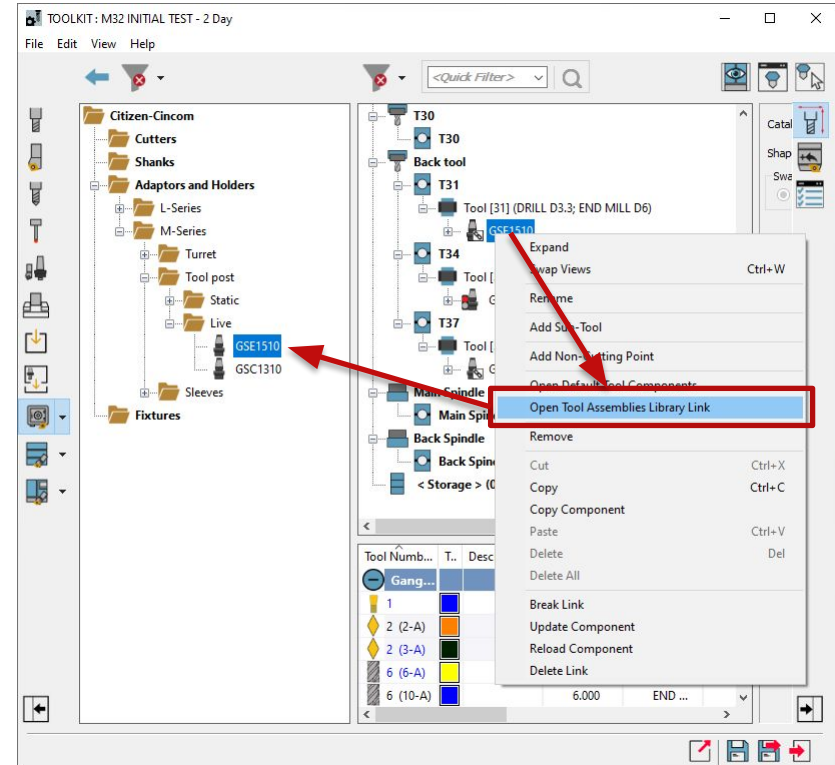 TOOLKIT : M32 INITIAL TEST - 2 Day
File Edit View Help
<Quick Filter>
Citizen-Cincom
Cutters
Shanks
Adaptors and Holders
L-Series
M-Series
Turret
Tool post
Static
Live
GSE1510
GSC1310
Sleeves
Fixtures
T30
T30
Back tool
T31
Tool [31] (DRILL D3.3; END MILL D6)
GSE1510
T34
Tool [
G
T37
Tool [
G
Main Spindle
Main Spin
Back Spindle
Back Spin
< Storage > (0
Catal
Shap
Swa
Expand
Swap Views Ctrl+W
Rename
Add Sub-Tool
Add Non-Cutting Point
Open Default Tool Components
Open Tool Assemblies Library Link
Remove
Cut Ctrl+X
Copy Ctrl+C
Copy Component
Paste Ctrl+V
Delete Del
Delete All
Break Link
Update Component
Reload Component
Delete Link
Tool Numb... T.. Desc
Gang...
1
2 (2-A)
2 (3-A)
6 (6-A)
6 (10-A) 6.000 END ...